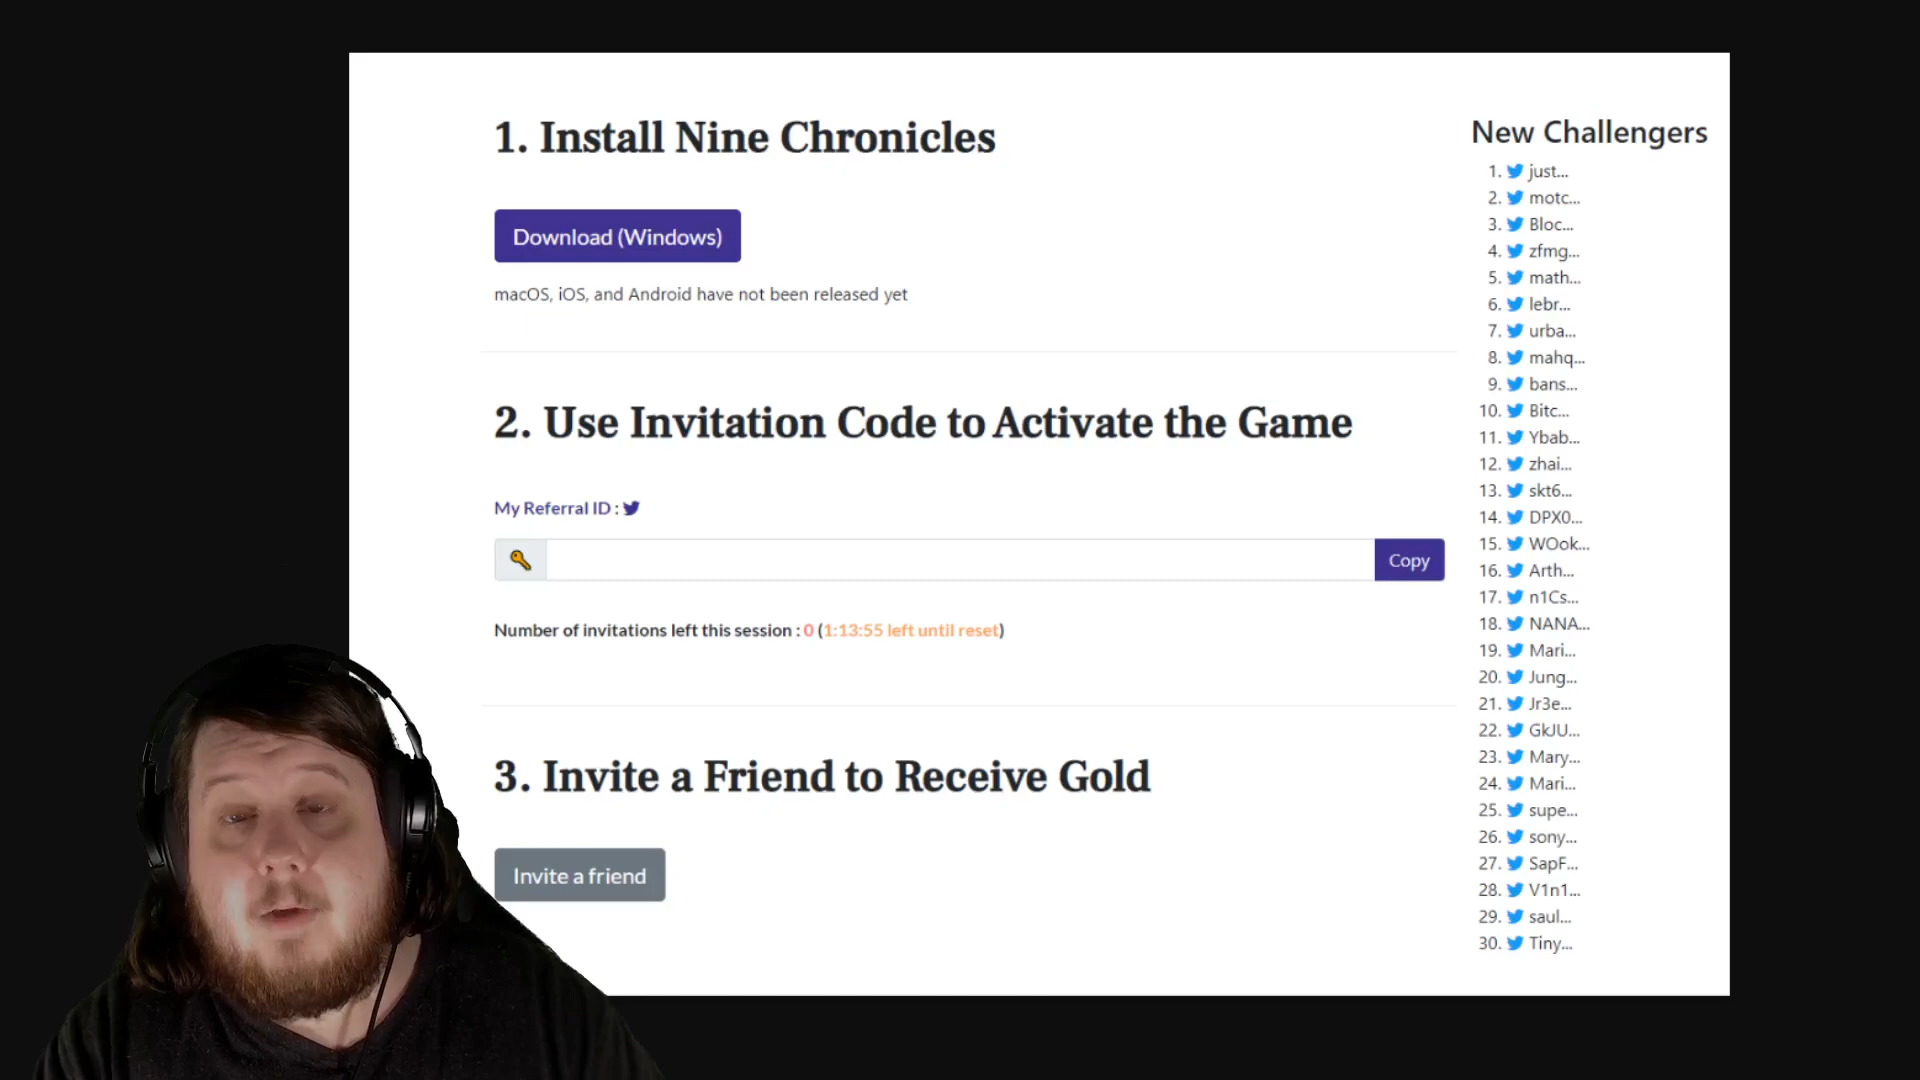 1. Install Nine Chronicles
Download (Windows)
macOS, iOS, and Android have not been released yet
2. Use Invitation Code to Activate the Game
My Referral ID :
Copy
Number of invitations left this session : 0 (1:13:55 left until reset)
3. Invite a Friend to Receive Gold
Invite a friend
New Challengers
1. just...
2. motc...
3. Bloc...
4. zfmg...
5. math...
6. lebr...
7. urba...
8. mahq...
9. bans...
10. Bitc...
11. Ybab...
12. zhai...
13. skt6...
14. DPX0...
15. WOok...
16. Arth...
17. n1Cs...
18. NANA...
19. Mari...
20. Jung...
21. Jr3e...
22. GkJU...
23. Mary...
24. Mari...
25. supe...
26. sony...
27. SapF...
28. V1n1...
29. saul...
30. Tiny...